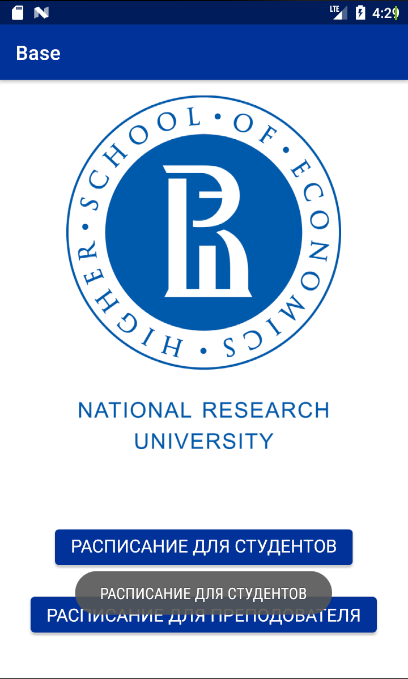 4:29
LTE
Base
HIGHER · SCHOOL · OF · ECONOMICS ·
NATIONAL RESEARCH
UNIVERSITY
РАСПИСАНИЕ ДЛЯ СТУДЕНТОВ
РАСПИСАНИЕ ДЛЯ СТУДЕНТОВ
РАСПИСАНИЕ ДЛЯ ПРЕПОДОВАТЕЛЯ